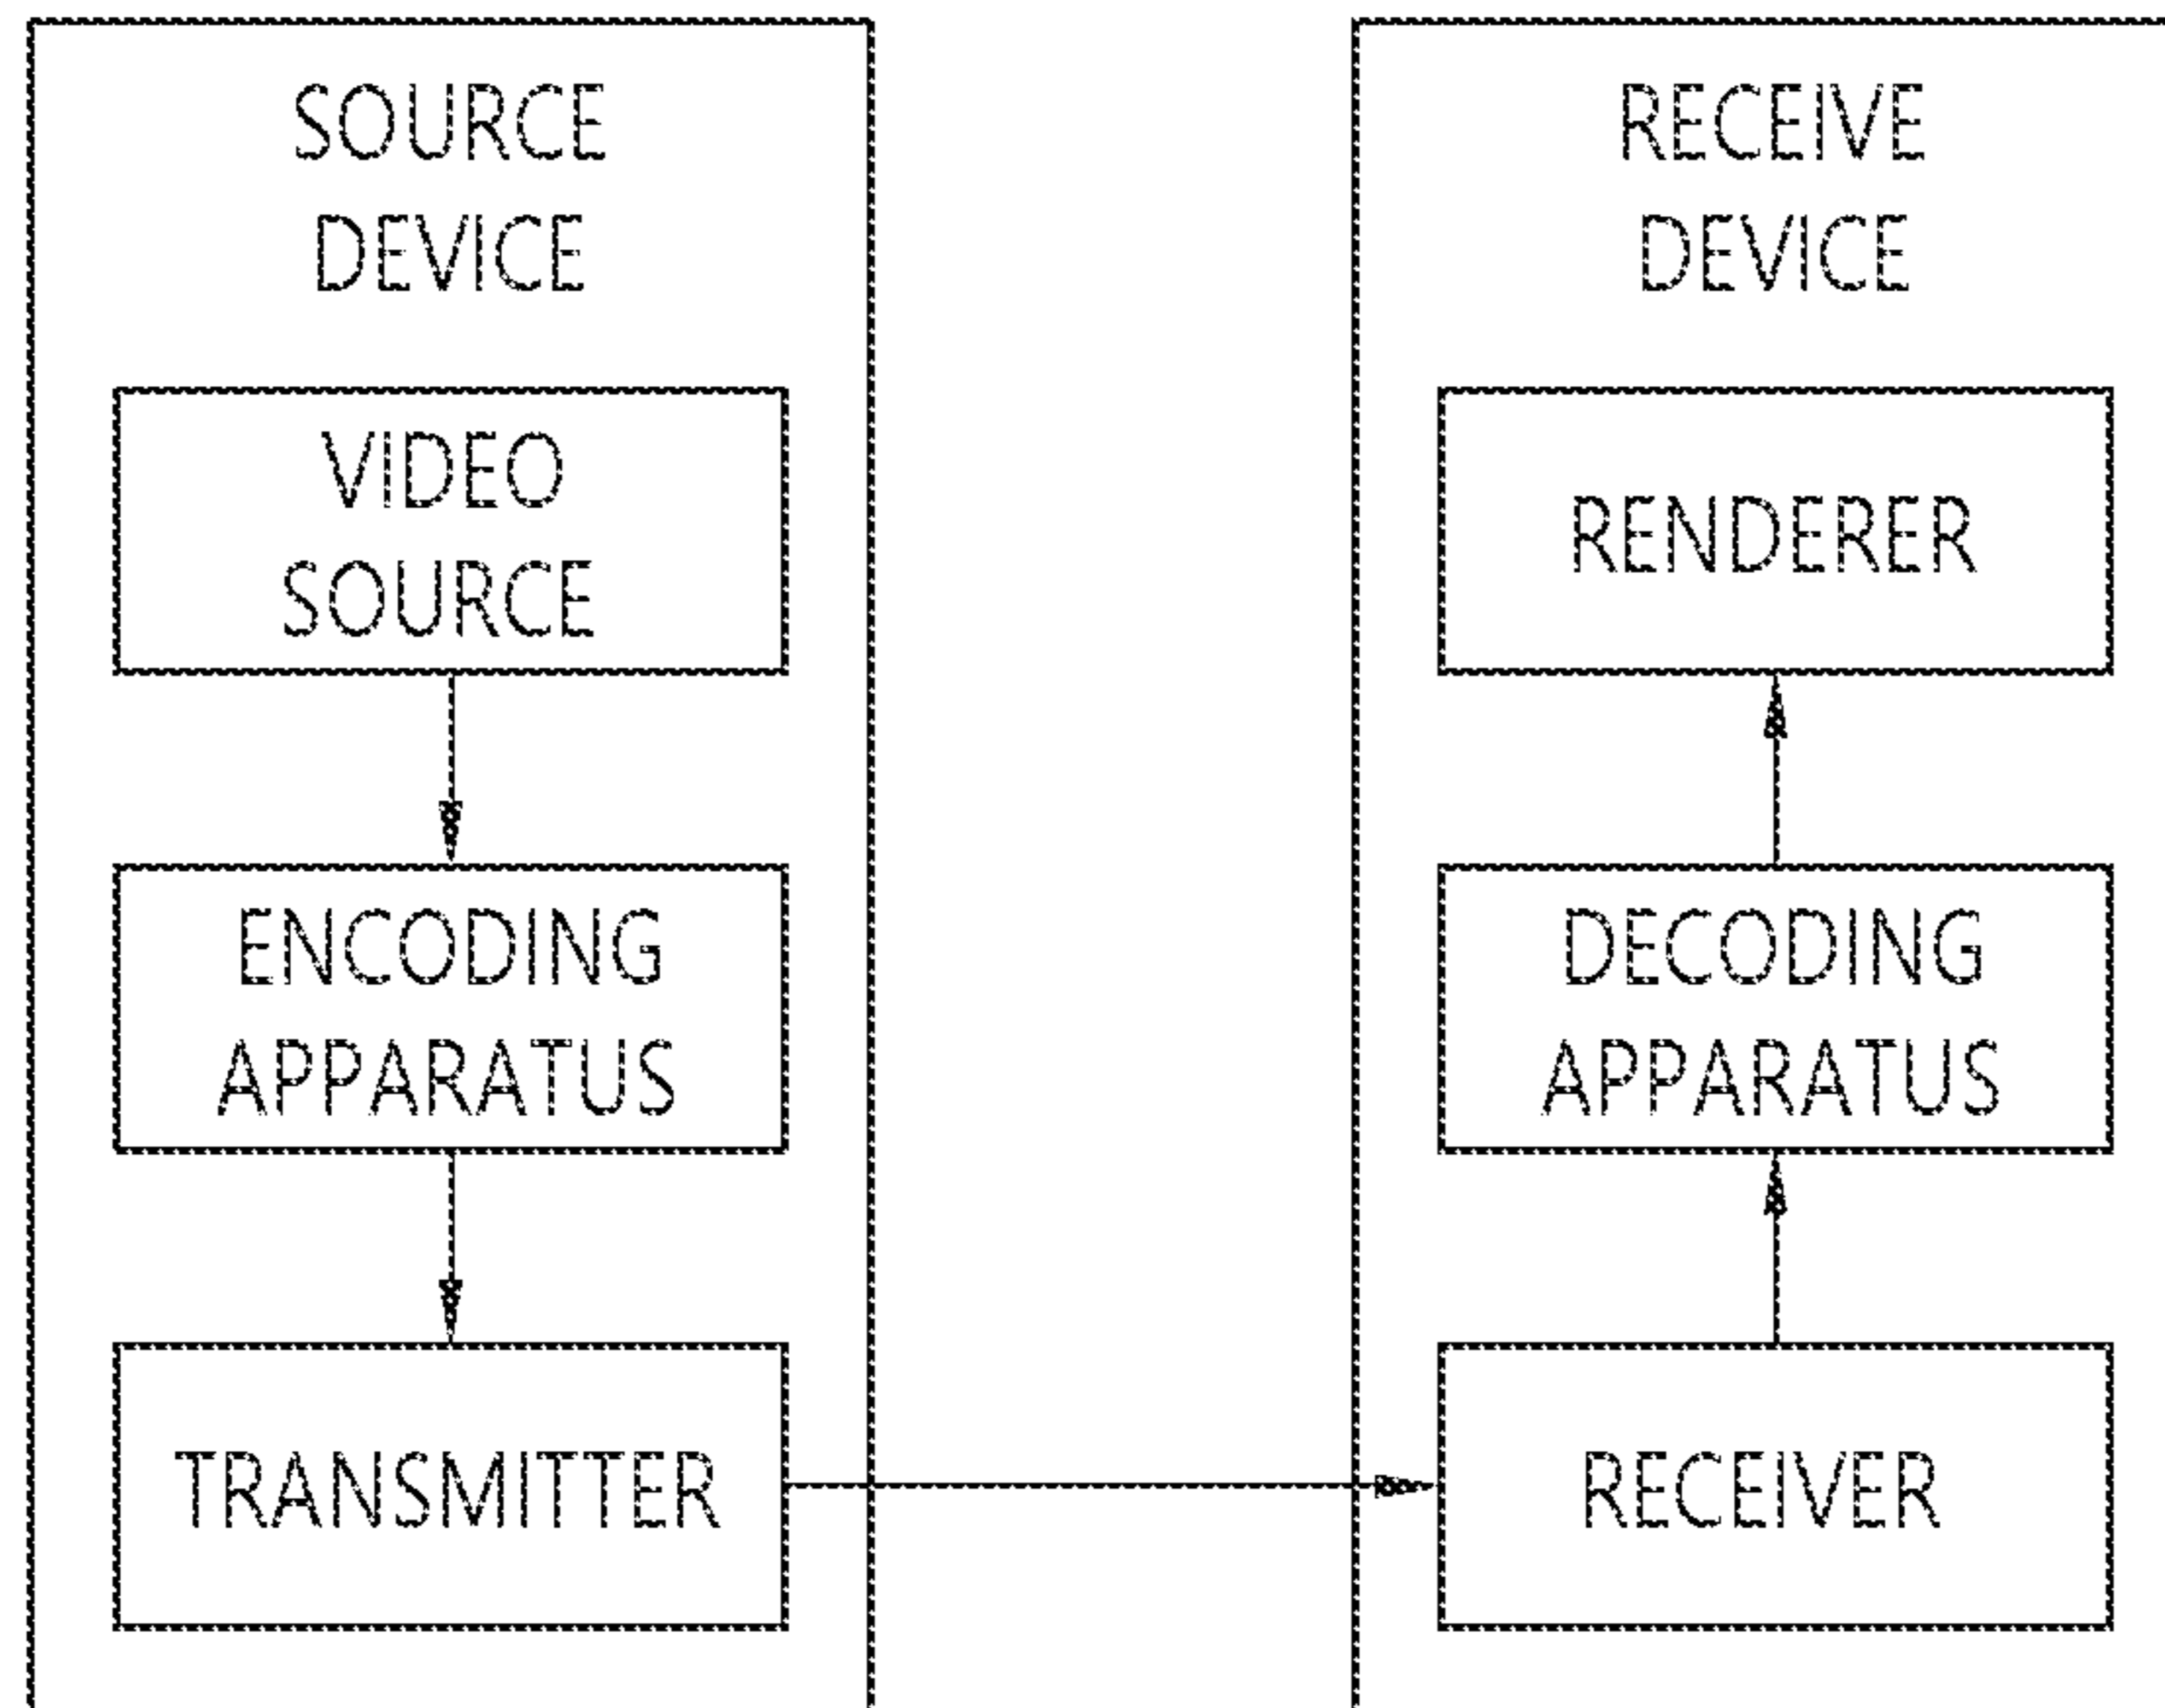 SOURCE
DEVICE
VIDEO
SOURCE
ENCODING
APPARATUS
TRANSMITTER
RECEIVE
DEVICE
RENDERER
DECODING
APPARATUS
RECEIVER